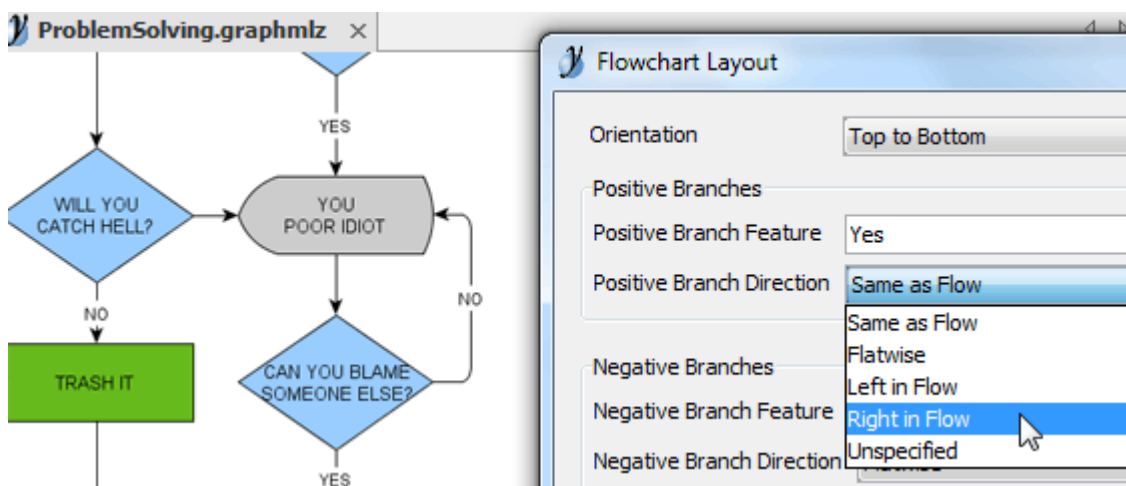 ProblemSolving.graphmlz
YES
WILL YOU
CATCH HELL?
YOU
POOR IDIOT
NO
NO
TRASH IT
CAN YOU BLAME
SOMEONE ELSE?
YES
Flowchart Layout
Orientation
Top to Bottom
Positive Branches
Positive Branch Feature
Yes
Positive Branch Direction
Same as Flow
Same as Flow
Flatwise
Left in Flow
Right in Flow
Unspecified
Negative Branches
Negative Branch Feature
Negative Branch Direction